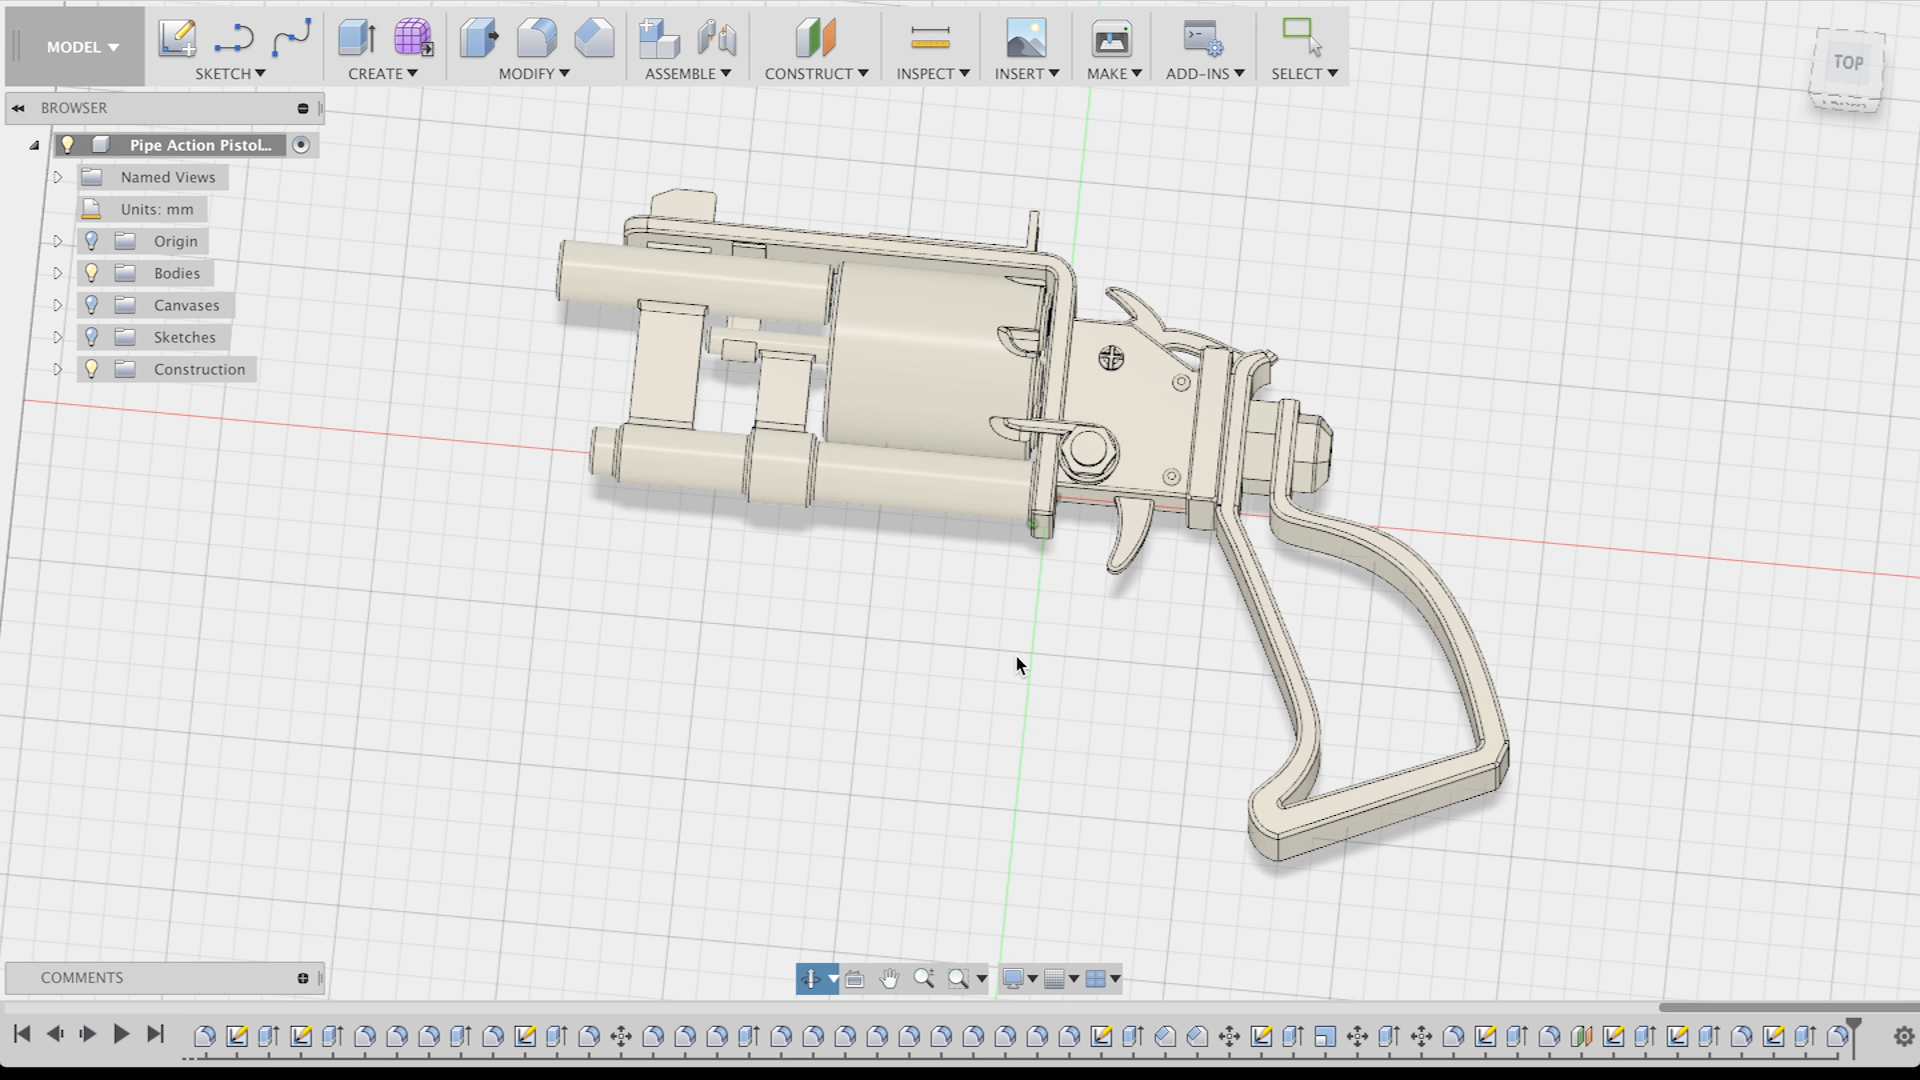 MODEL
SKETCH
CREATE
MODIFY
ASSEMBLE
CONSTRUCT
INSPECT
INSERT
MAKE
ADD-INS
SELECT
TOP
BROWSER
Pipe Action Pistol...
Named Views
Units: mm
Origin
Bodies
Canvases
Sketches
Construction
COMMENTS